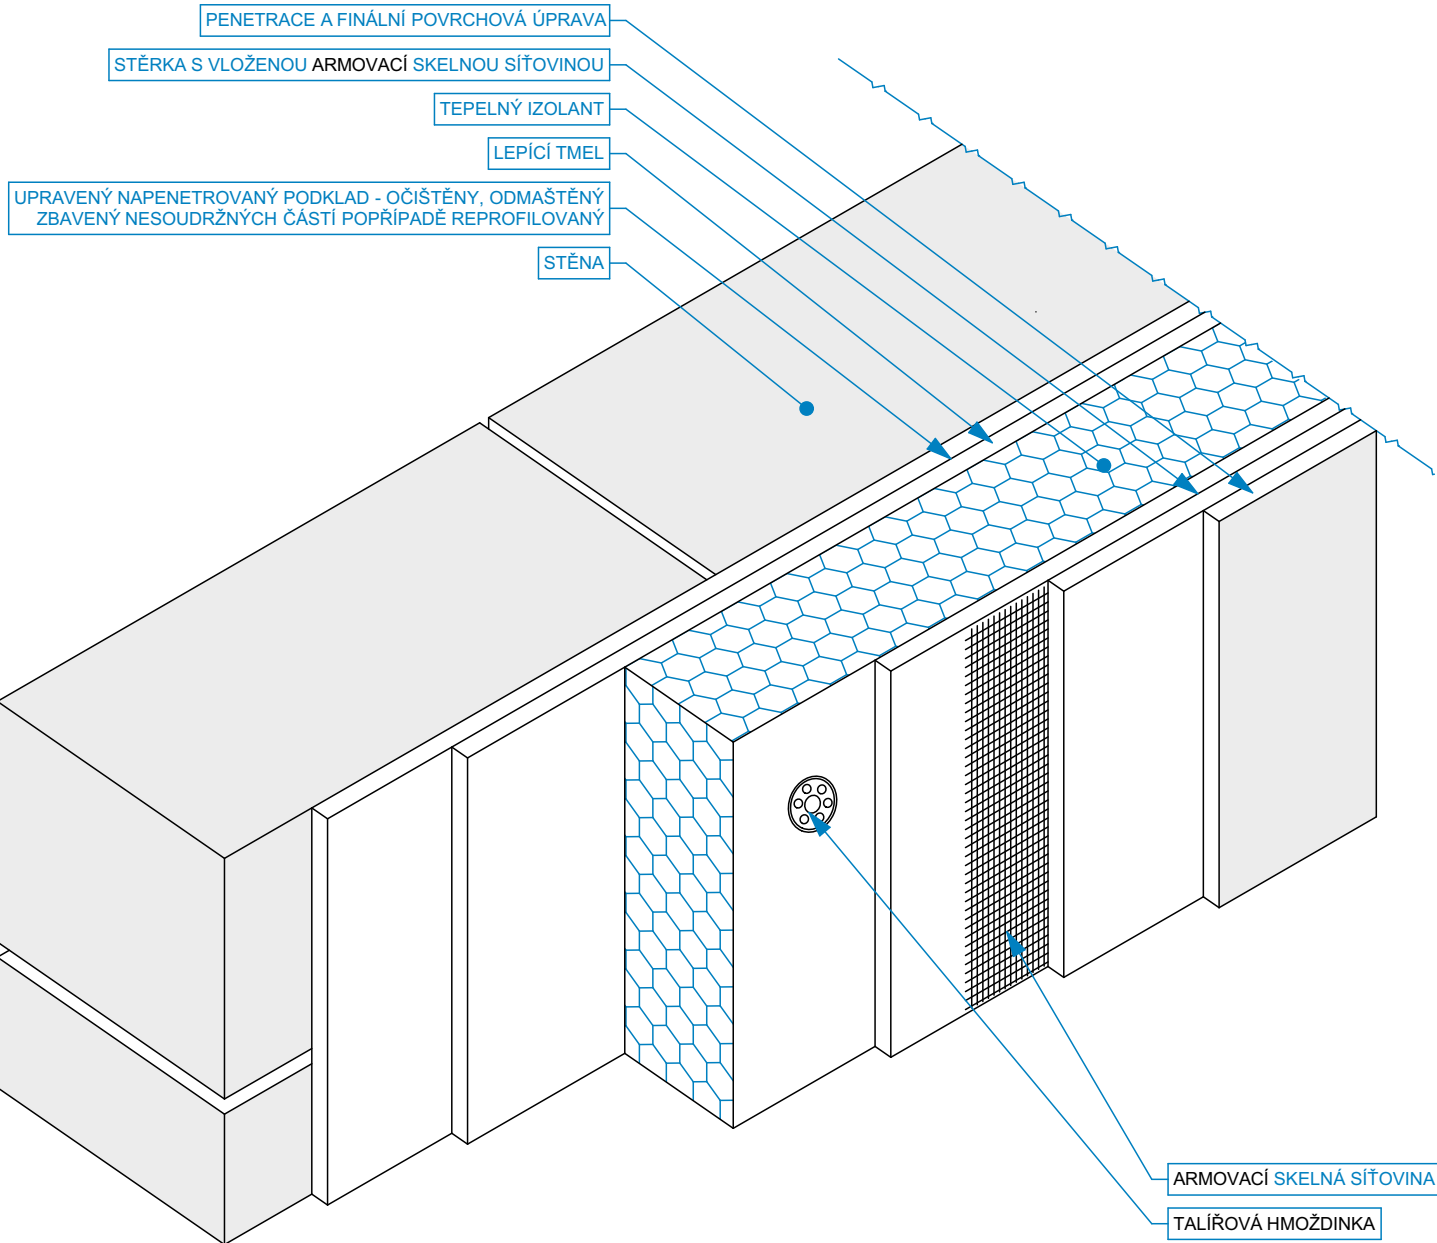 PENETRACE A FINÁLNÍ POVRCHOVÁ ÚPRAVA
STĚRKA S VLOŽENOU ARMOVACÍ SKELNOU SÍŤOVINOU
TEPELNÝ IZOLANT
LEPÍCÍ TMEL
UPRAVENÝ NAPENETROVANÝ PODKLAD - OČIŠTĚNY, ODMAŠTĚNÝ
ZBAVENÝ NESOUDRŽNÝCH ČÁSTÍ POPŘÍPADĚ REPROFILOVANÝ
STĚNA
ARMOVACÍ SKELNÁ SÍŤOVINA
TALÍŘOVÁ HMOŽDINKA